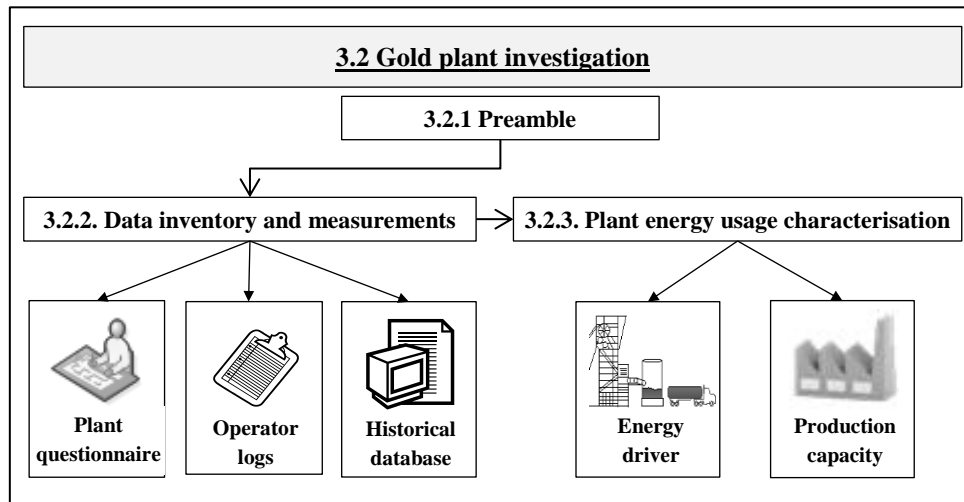 3.2 Gold plant investigation
3.2.1 Preamble
3.2.2. Data inventory and measurements
3.2.3. Plant energy usage characterisation
Plant
questionnaire
Operator
logs
Historical
database
Energy
driver
Production
capacity